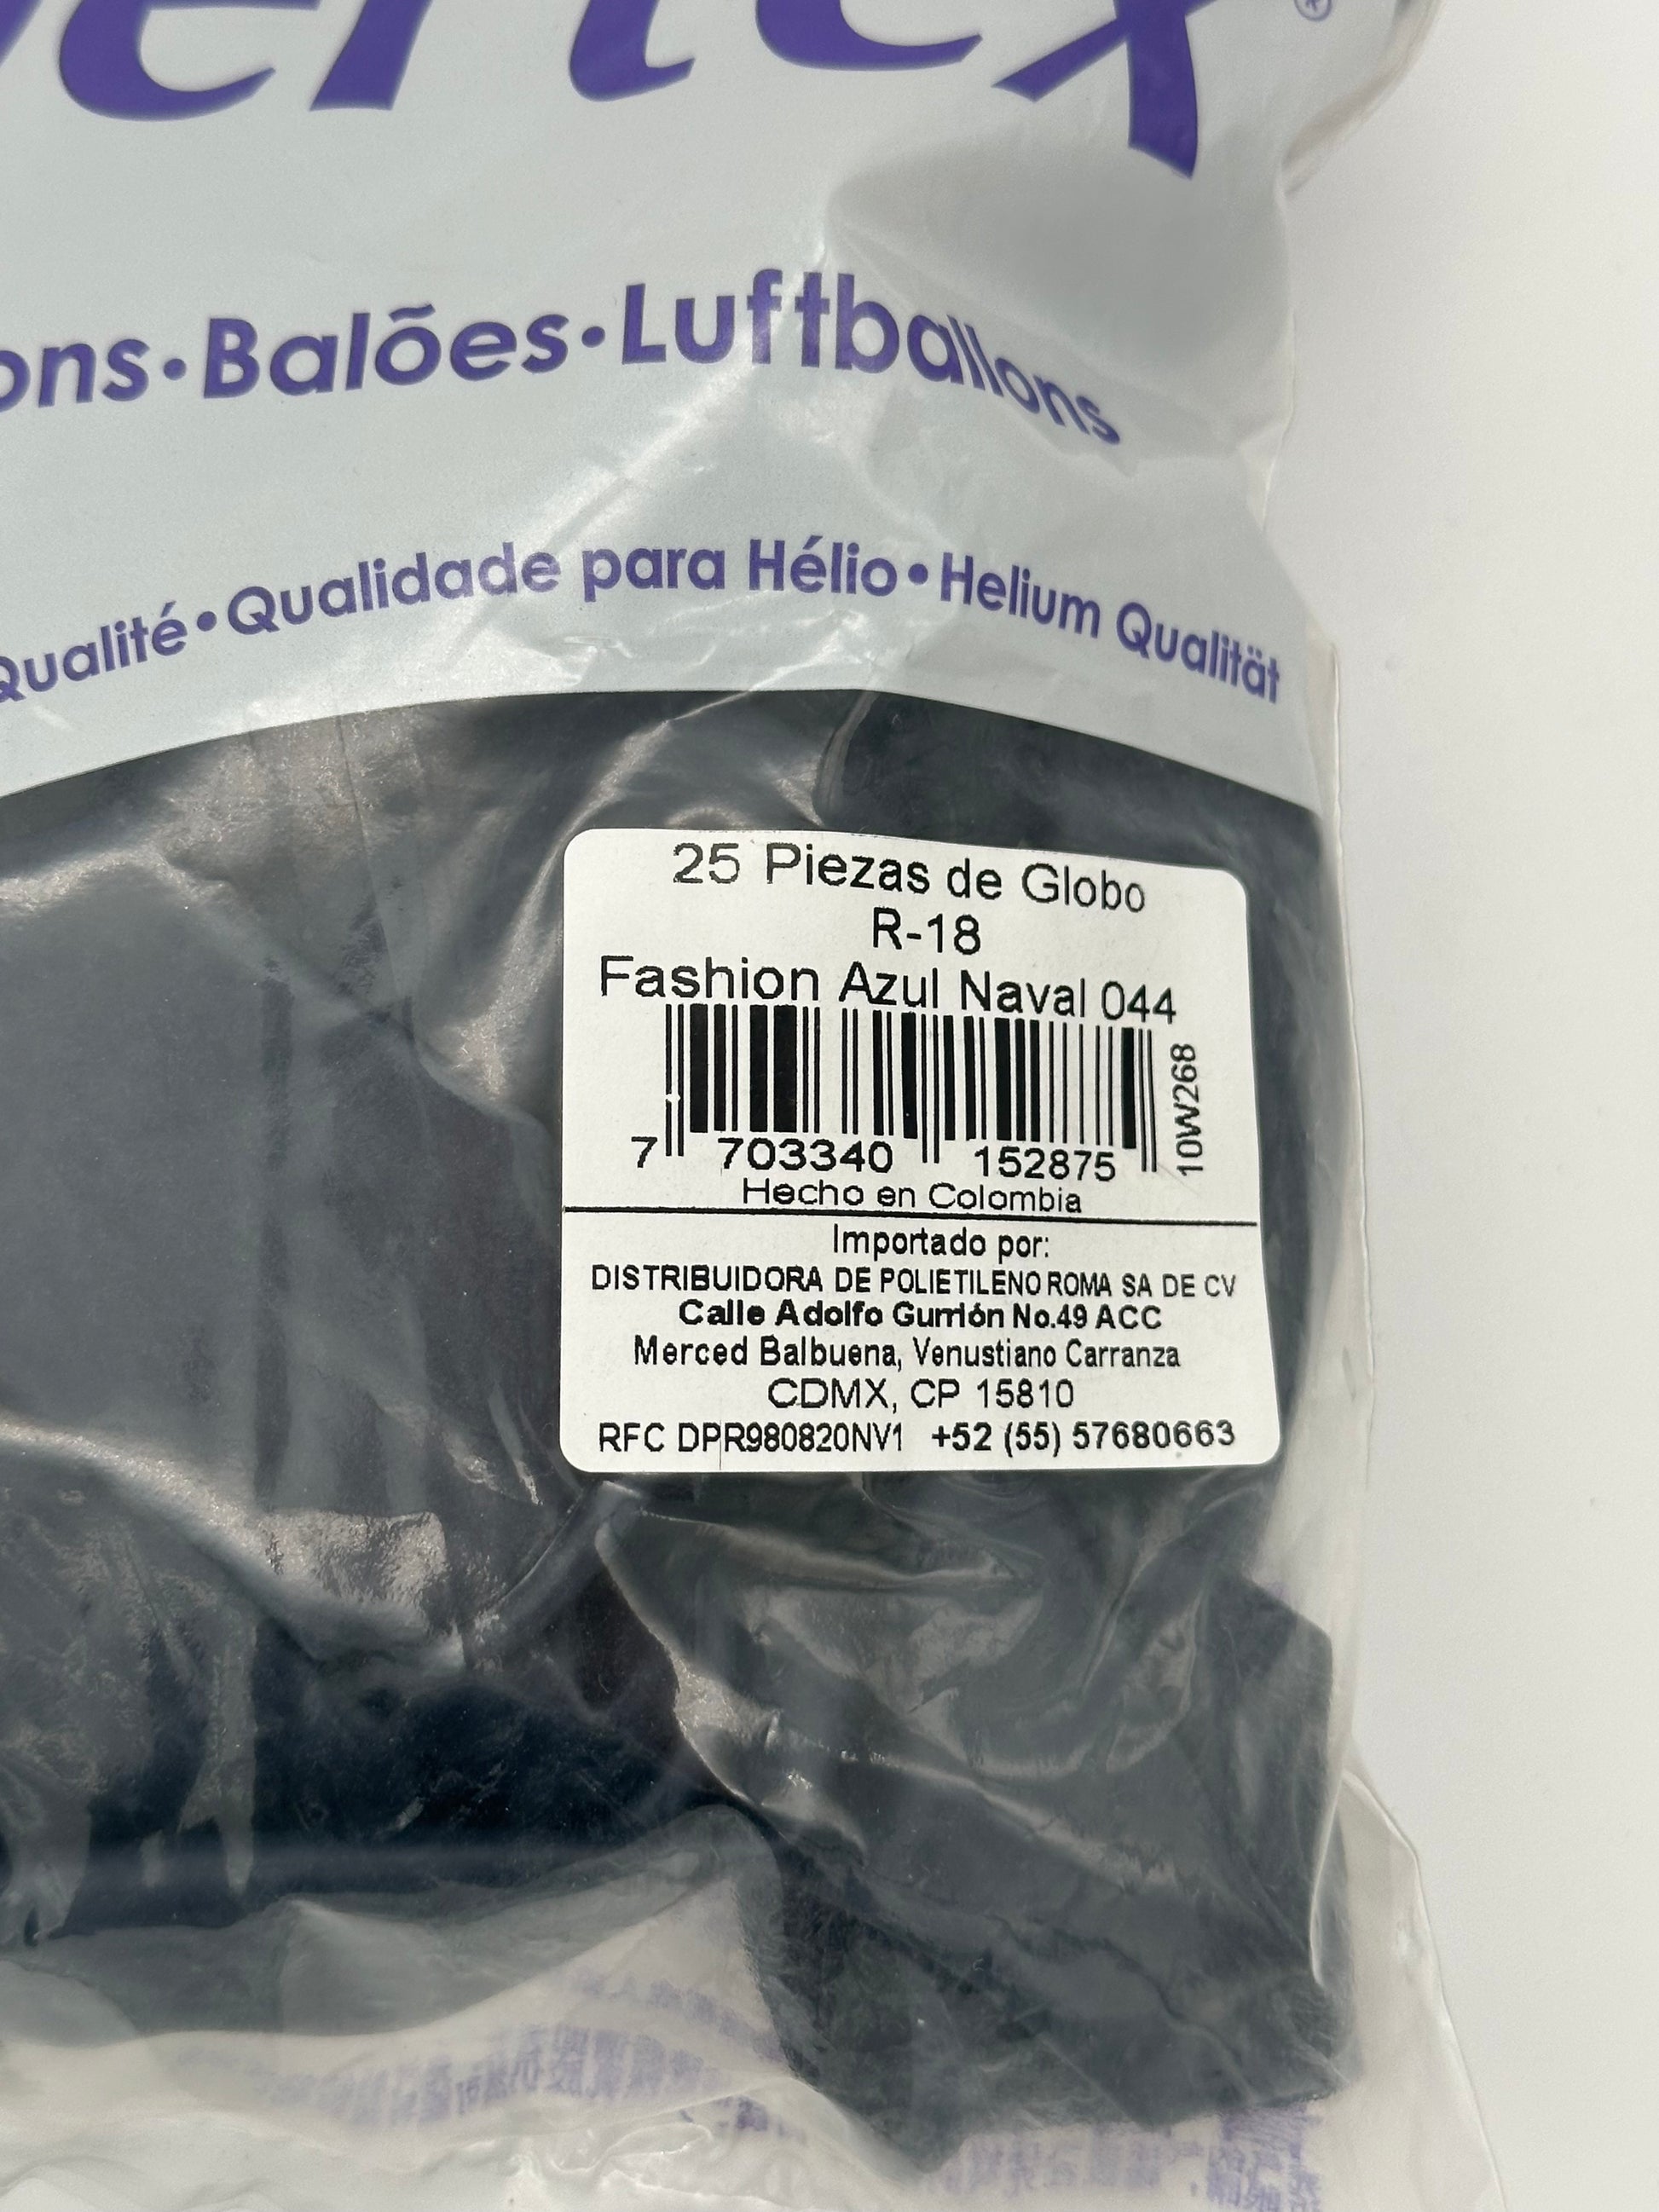 ertex®
ons•Balões•Luftballons
Qualité•Qualidade para Hélio•Helium Qualität
25 Piezas de Globo
R-18
Fashion Azul Naval 044
10W268
7 703340 152875
Hecho en Colombia
Importado por:
DISTRIBUIDORA DE POLIETILENO ROMA SA DE CV
Calle Adolfo Gurrión No.49 ACC
Merced Balbuena, Venustiano Carranza
CDMX, CP 15810
RFC DPR980820NV1 +52 (55) 57680663